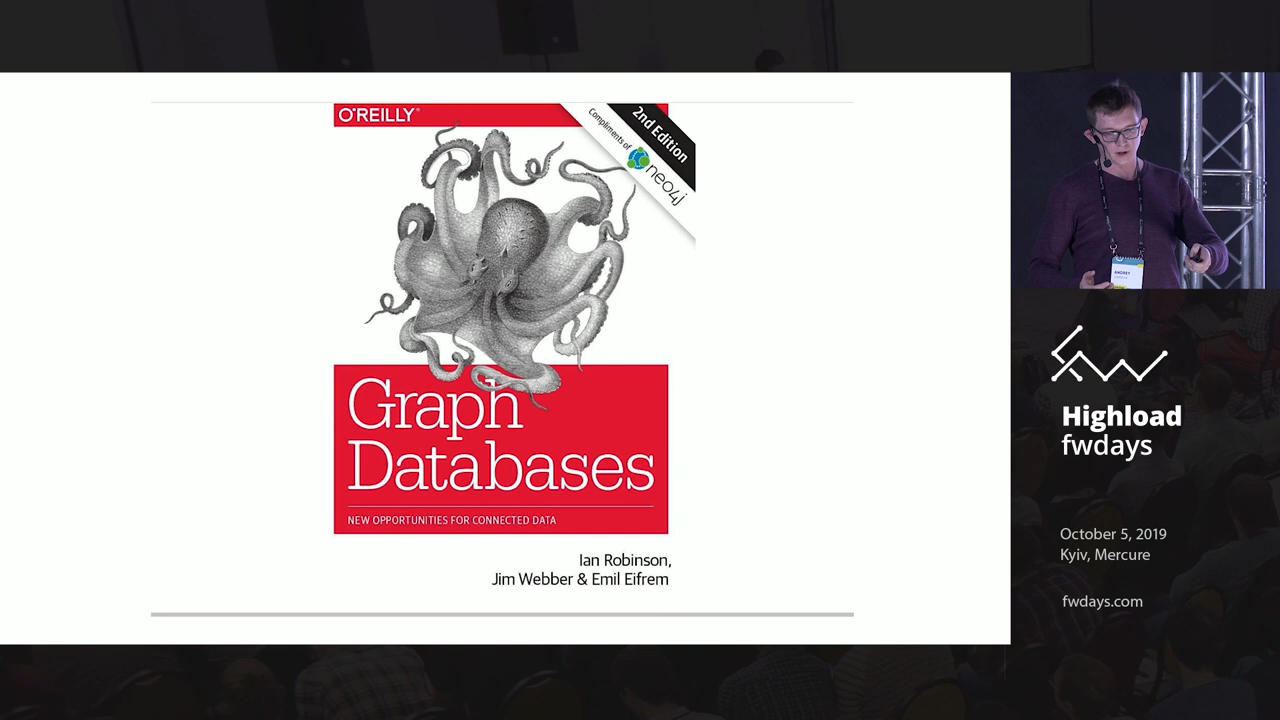 O'REILLY®
2nd Edition
Compliments of
neo4j
Graph
Databases
NEW OPPORTUNITIES FOR CONNECTED DATA
Ian Robinson,
Jim Webber & Emil Eifrem
ANDREY
Highload
fwdays
October 5, 2019
Kyiv, Mercure
fwdays.com